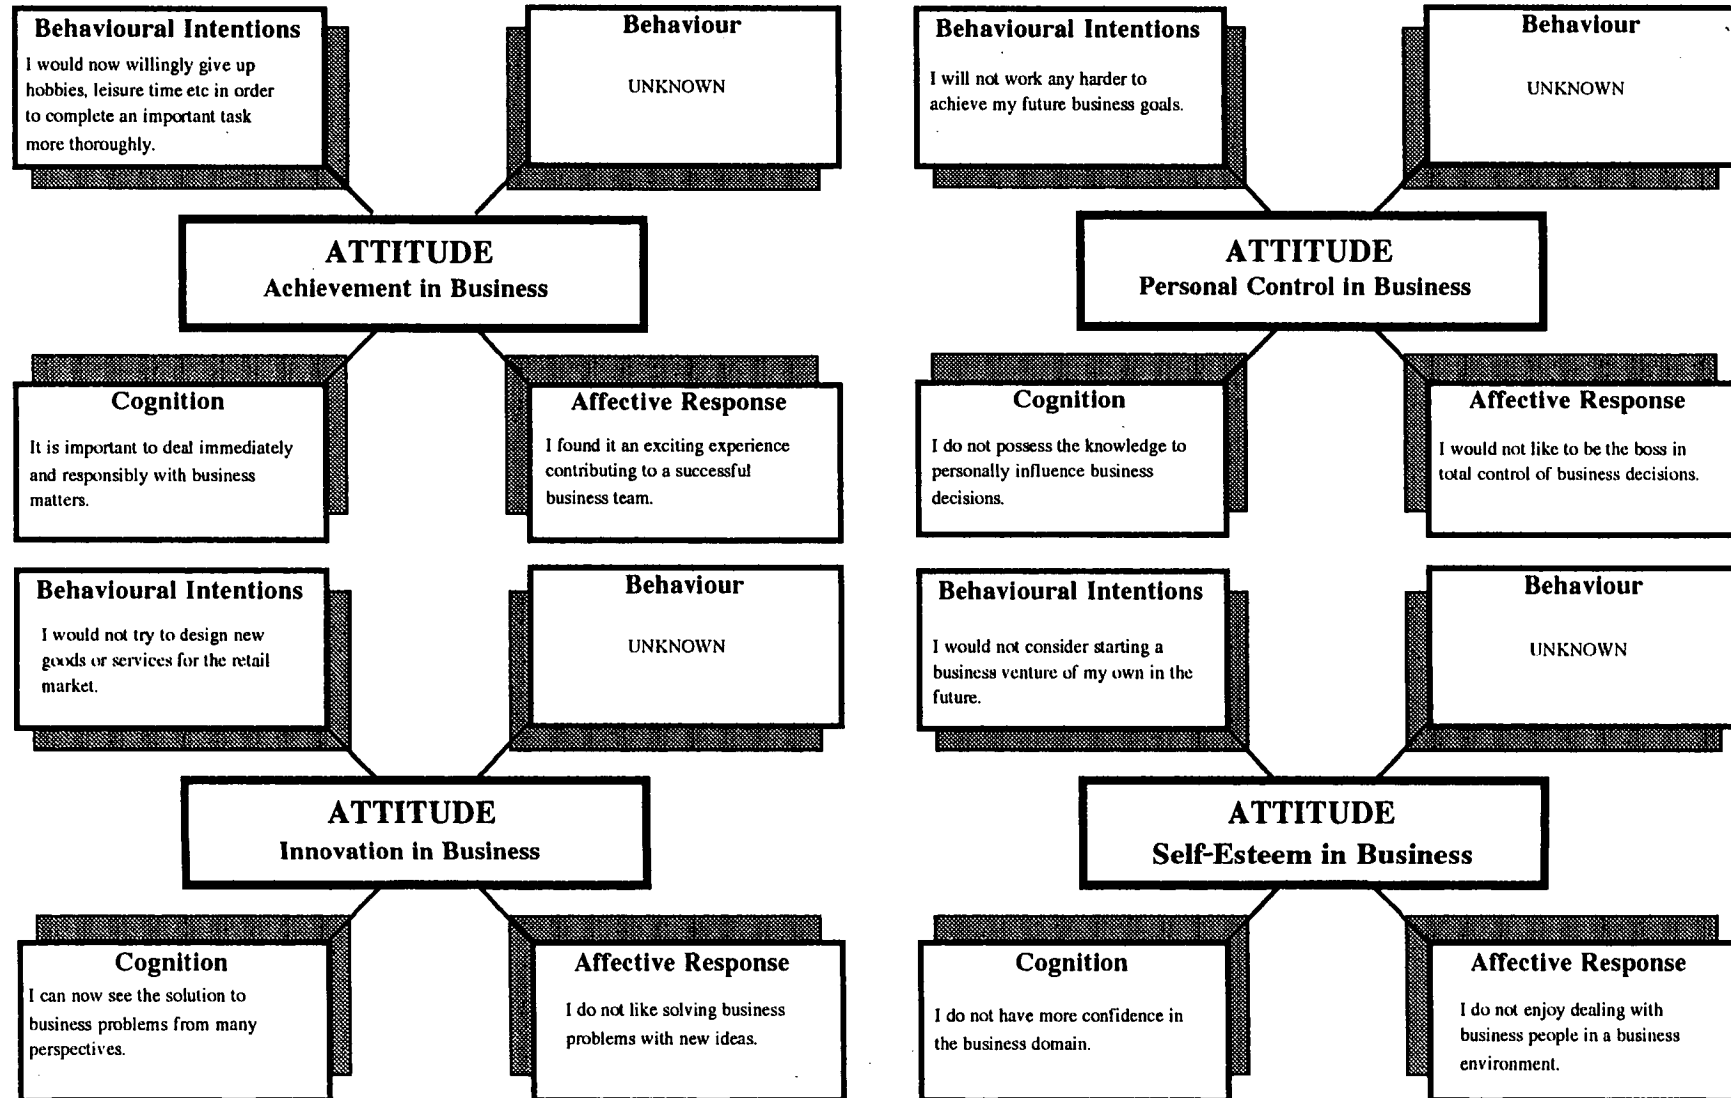 Behavioural Intentions
I would now willingly give up
hobbies, leisure time etc in order
to complete an important task
more thoroughly.
Behaviour
UNKNOWN
ATTITUDE
Achievement in Business
Cognition
It is important to deal immediately
and responsibly with business
matters.
Affective Response
I found it an exciting experience
contributing to a successful
business team.
Behavioural Intentions
I will not work any harder to
achieve my future business goals.
Behaviour
UNKNOWN
ATTITUDE
Personal Control in Business
Cognition
I do not possess the knowledge to
personally influence business
decisions.
Affective Response
I would not like to be the boss in
total control of business decisions.
Behavioural Intentions
I would not try to design new
goods or services for the retail
market.
Behaviour
UNKNOWN
ATTITUDE
Innovation in Business
Cognition
I can now see the solution to
business problems from many
perspectives.
Affective Response
I do not like solving business
problems with new ideas.
Behavioural Intentions
I would not consider starting a
business venture of my own in the
future.
Behaviour
UNKNOWN
ATTITUDE
Self-Esteem in Business
Cognition
I do not have more confidence in
the business domain.
Affective Response
I do not enjoy dealing with
business people in a business
environment.